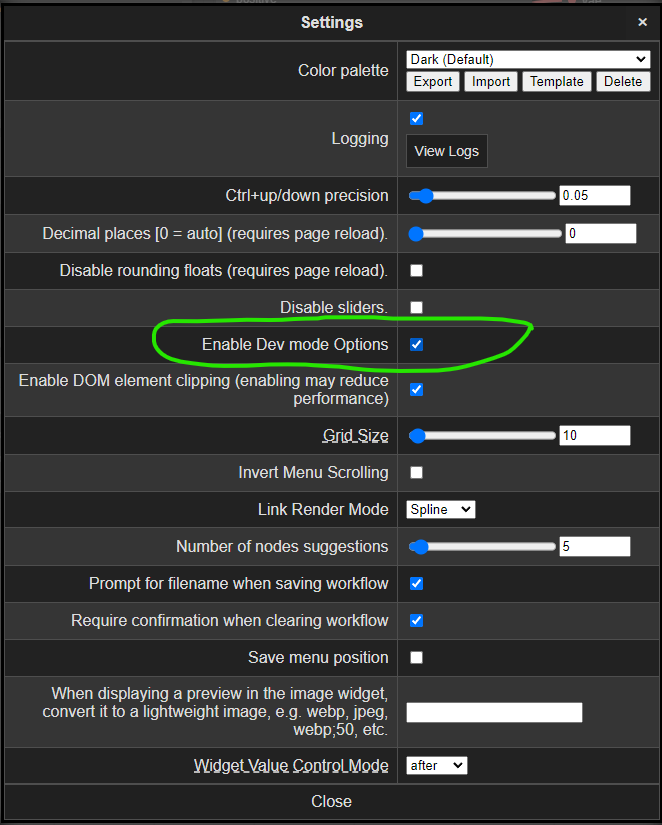 Settings ×
Color palette Dark (Default)
Export Import Template Delete
Logging
View Logs
Ctrl+up/down precision 0.05
Decimal places [0 = auto] (requires page reload). 0
Disable rounding floats (requires page reload).
Disable sliders.
Enable Dev mode Options
Enable DOM element clipping (enabling may reduce
performance)
Grid Size 10
Invert Menu Scrolling
Link Render Mode Spline
Number of nodes suggestions 5
Prompt for filename when saving workflow
Require confirmation when clearing workflow
Save menu position
When displaying a preview in the image widget,
convert it to a lightweight image, e.g. webp, jpeg,
webp;50, etc.
Widget Value Control Mode after
Close